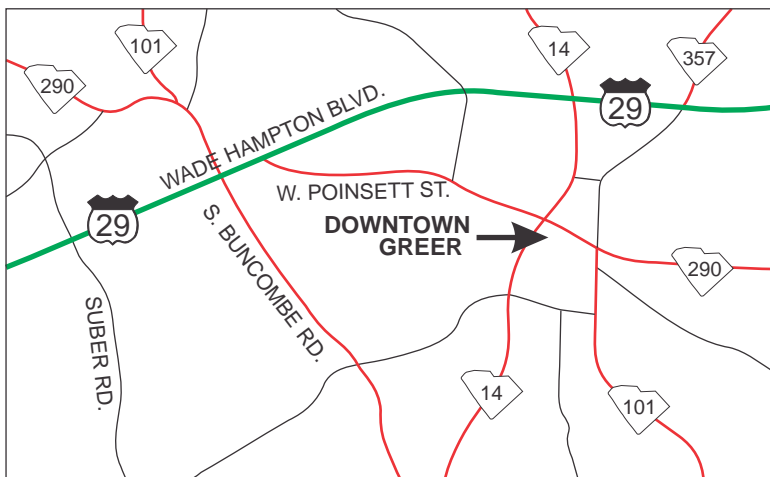 101
14
357
290
29
WADE HAMPTON BLVD.
W. POINSETT ST.
DOWNTOWN
GREER
29
S. BUNCOMBE RD.
290
SUBER RD.
14
101